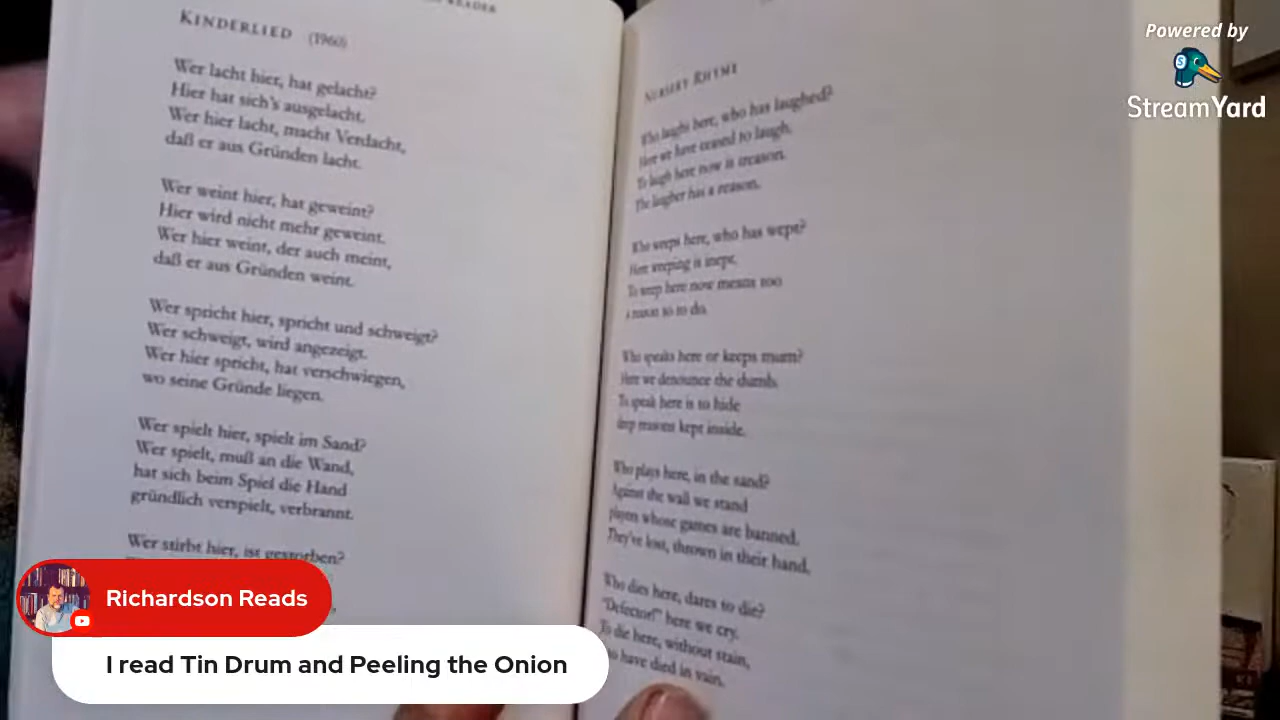 READER
KINDERLIED (1960)
Wer lacht hier, hat gelacht?
Hier hat sich's ausgelacht.
Wer hier lacht, macht Verdacht,
daß er aus Gründen lacht.
Wer weint hier, hat geweint?
Hier wird nicht mehr geweint.
Wer hier weint, der auch meint,
daß er aus Gründen weint.
Wer spricht hier, spricht und schweigt?
Wer schweigt, wird angezeigt.
Wer hier spricht, hat verschwiegen,
wo seine Gründe liegen.
Wer spielt hier, spielt im Sand?
Wer spielt, muß an die Wand,
hat sich beim Spiel die Hand
gründlich verspielt, verbrannt.
Wer stirbt hier, ist gestorben?
NURSERY RHYME
Who laughs here, who has laughed?
Here we have ceased to laugh.
To laugh here now is treason.
The laugher has a reason.
Who weeps here, who has wept?
Here weeping is inept.
To weep here now means too
a reason so to do.
Who speaks here or keeps mum?
Here we denounce the dumb.
To speak here is to hide
deep reasons kept inside.
Who plays here, in the sand?
Against the wall we stand
players whose games are banned.
They've lost, thrown in their hand.
Who dies here, dares to die?
"Defector!" here we cry.
To die here, without stain,
have died in vain.
Powered by
StreamYard
Richardson Reads
I read Tin Drum and Peeling the Onion